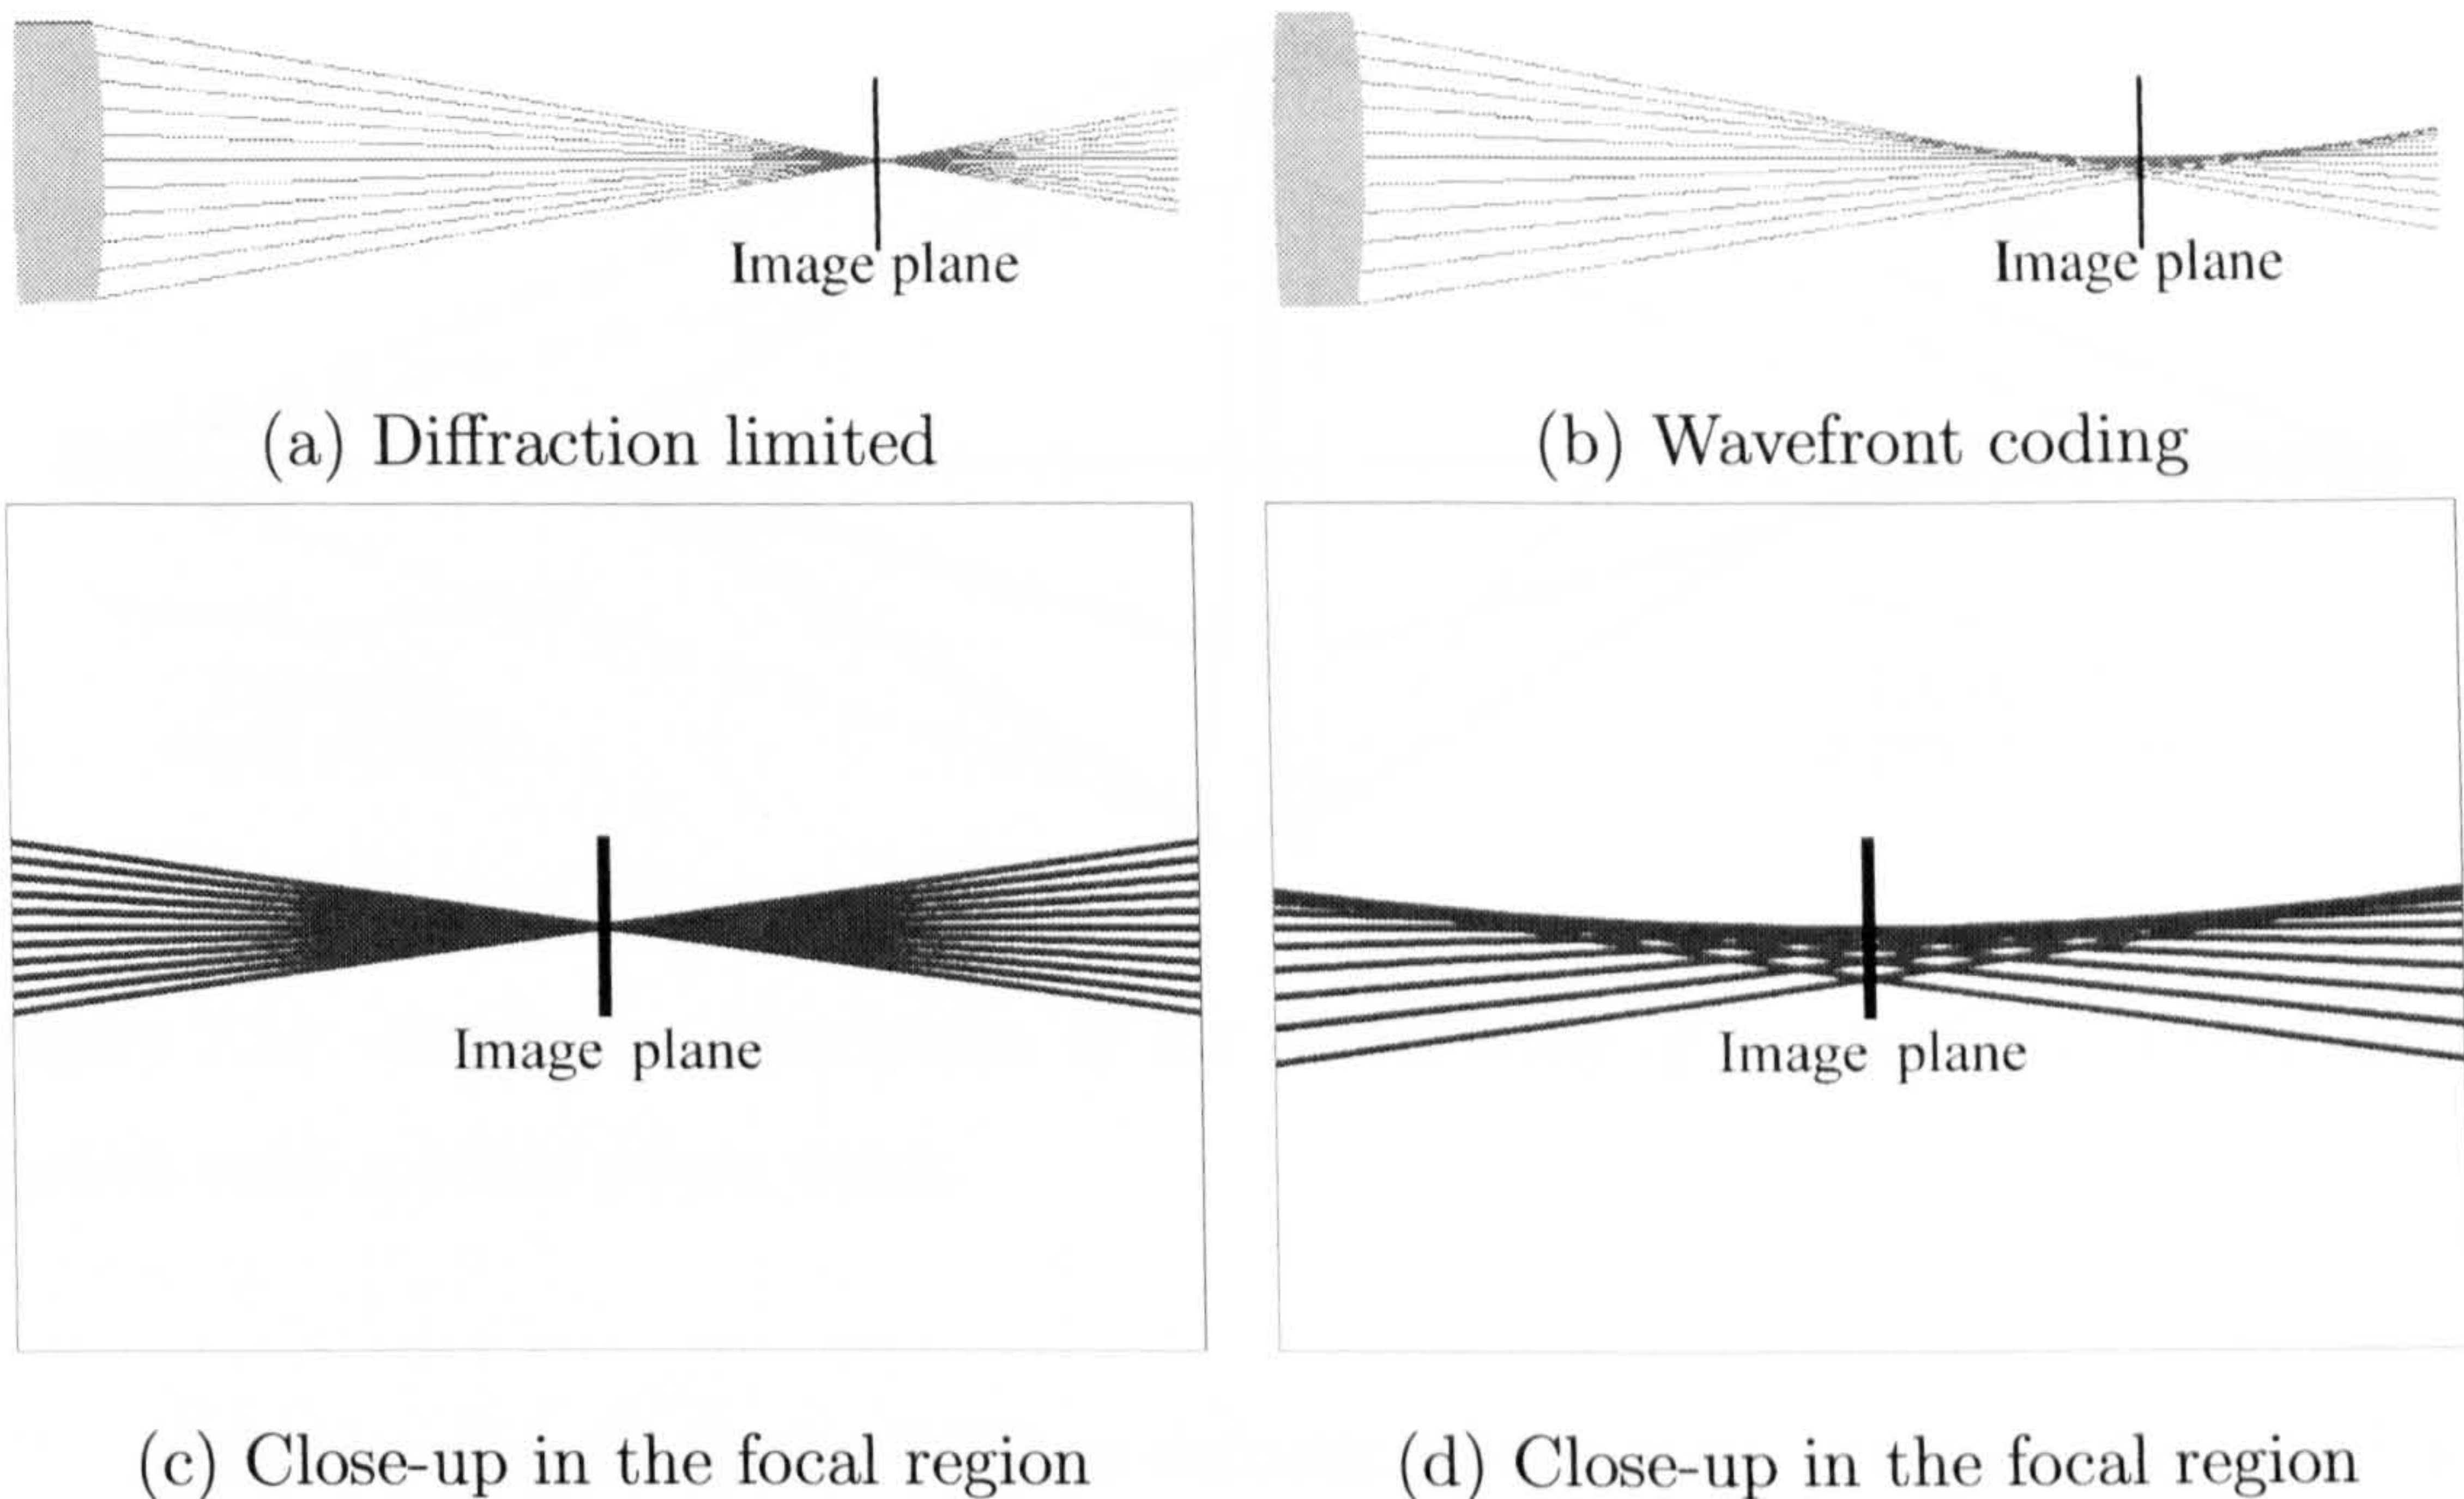 Image plane
Image plane
(a) Diffraction limited
(b) Wavefront coding
Image plane
Image plane
(c) Close-up in the focal region
(d) Close-up in the focal region